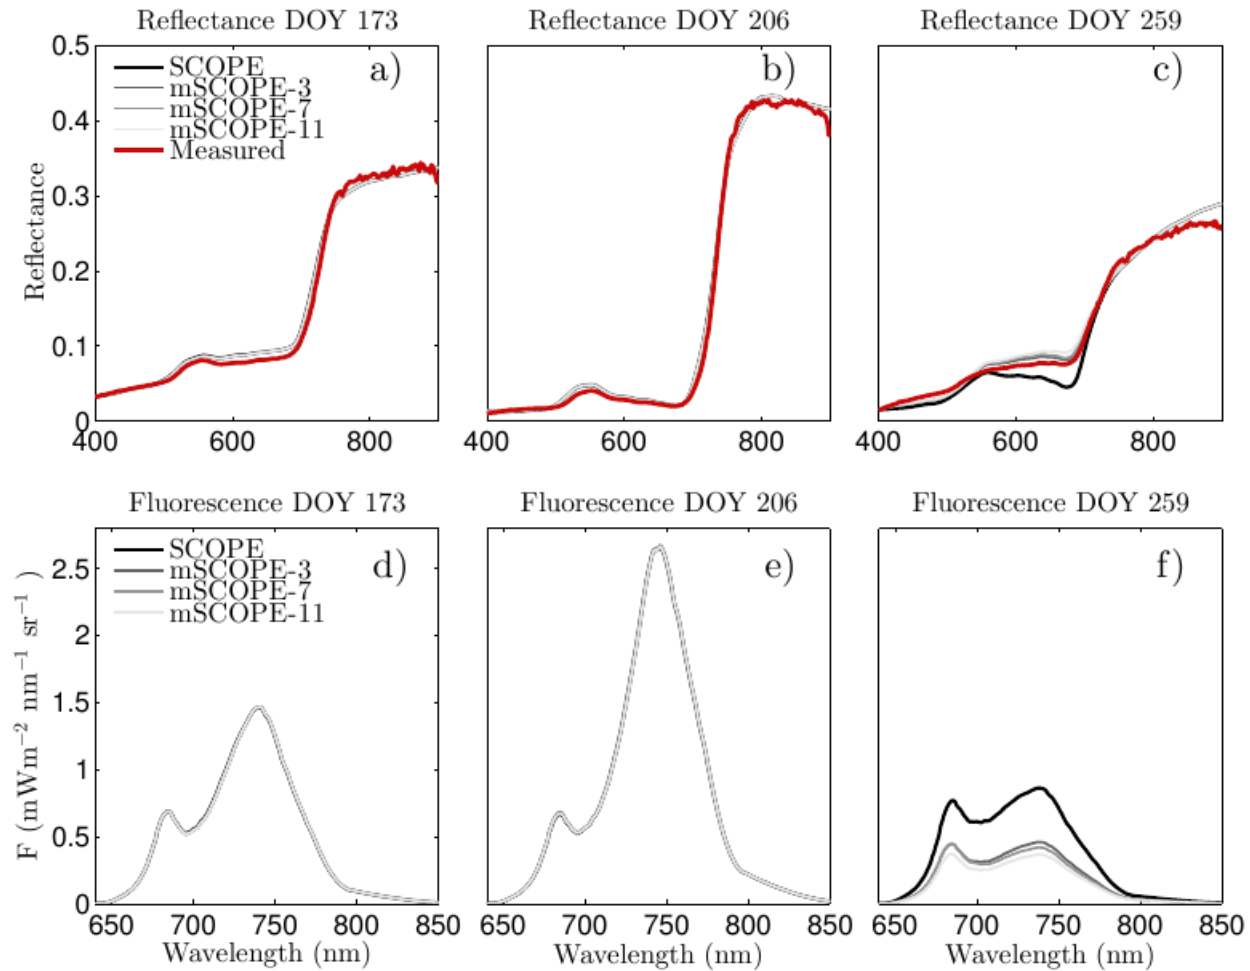 Reflectance DOY 173
Reflectance DOY 206
Reflectance DOY 259
0.5
0.4
0.3
0.2
0.1
0
Reflectance
SCOPE
mSCOPE-3
mSCOPE-7
mSCOPE-11
Measured
a)
b)
c)
400 600 800
400 600 800
400 600 800
Fluorescence DOY 173
Fluorescence DOY 206
Fluorescence DOY 259
2.5
2
1.5
1
0.5
0
F (mWm⁻² nm⁻¹ sr⁻¹ )
SCOPE
mSCOPE-3
mSCOPE-7
mSCOPE-11
d)
e)
f)
650 700 750 800
650 700 750 800
650 700 750 800 850
Wavelength (nm)
Wavelength (nm)
Wavelength (nm)